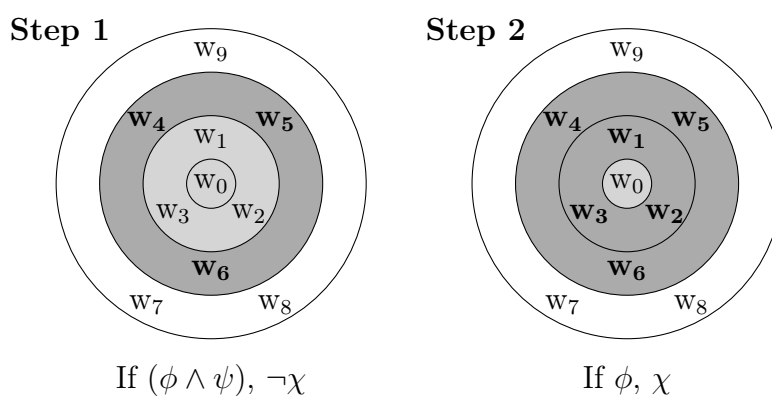 Step 1
w₉
w₄ w₅
w₁
w₀
w₃ w₂
w₆
w₇ w₈
If (ϕ ∧ ψ), ¬χ
Step 2
w₉
w₄ w₅
w₁
w₀
w₃ w₂
w₆
w₇ w₈
If ϕ, χ